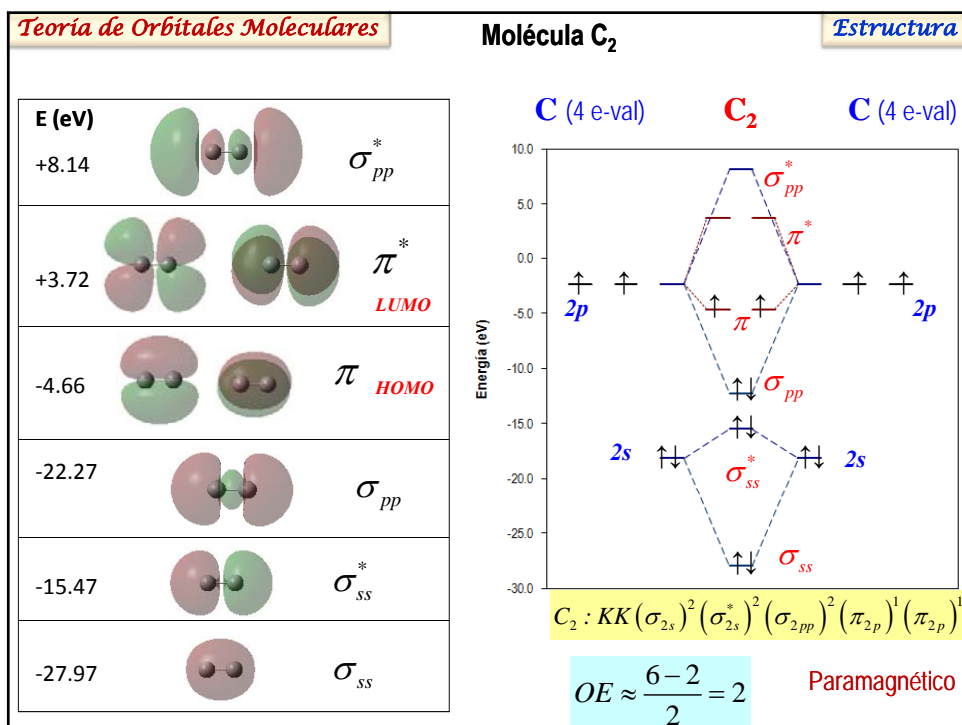 Teoría de Orbitales Moleculares
Molécula C₂
Estructura
E (eV)
+8.14 σ*pp
+3.72 π*
LUMO
-4.66 π HOMO
-22.27 σpp
-15.47 σ*ss
-27.97 σss
C (4 e-val) C₂ C (4 e-val)
Energía (eV)
10.0
5.0
0.0
-5.0
-10.0
-15.0
-20.0
-25.0
-30.0
σ*pp
π*
2p 2p
π
σpp
2s 2s
σ*ss
σss
C₂ : KK(σ₂s)²(σ*₂s)²(σ₂pp)²(π₂p)¹(π₂p)¹
OE ≈ (6−2)/2 = 2
Paramagnético